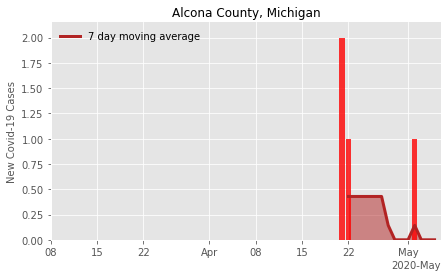 Alcona County, Michigan
7 day moving average
New Covid-19 Cases
2.00
1.75
1.50
1.25
1.00
0.75
0.50
0.25
0.00
08 15 22 Apr 08 15 22 May
2020-May